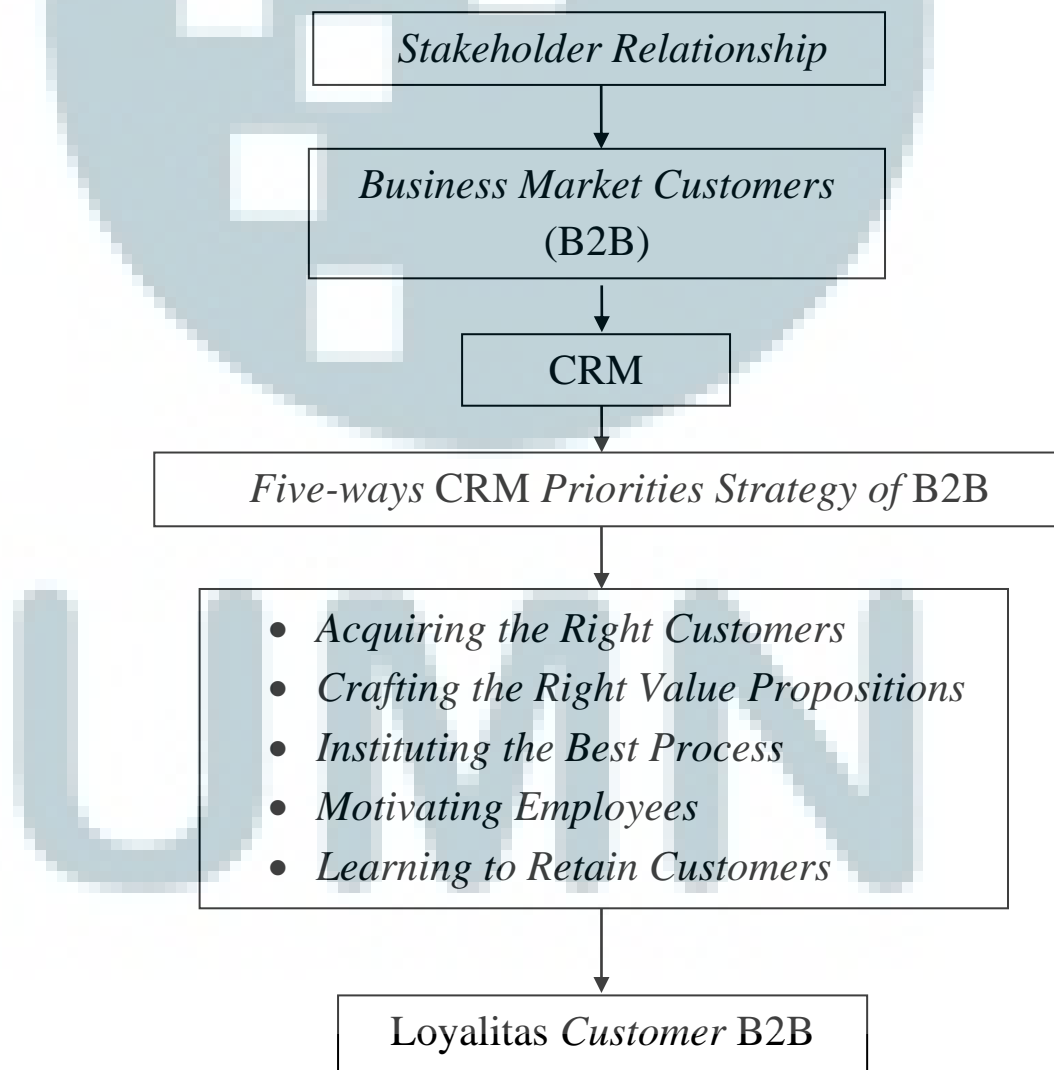 Stakeholder Relationship
Business Market Customers
(B2B)
CRM
Five-ways CRM Priorities Strategy of B2B
• Acquiring the Right Customers
• Crafting the Right Value Propositions
• Instituting the Best Process
• Motivating Employees
• Learning to Retain Customers
Loyalitas Customer B2B
UMN